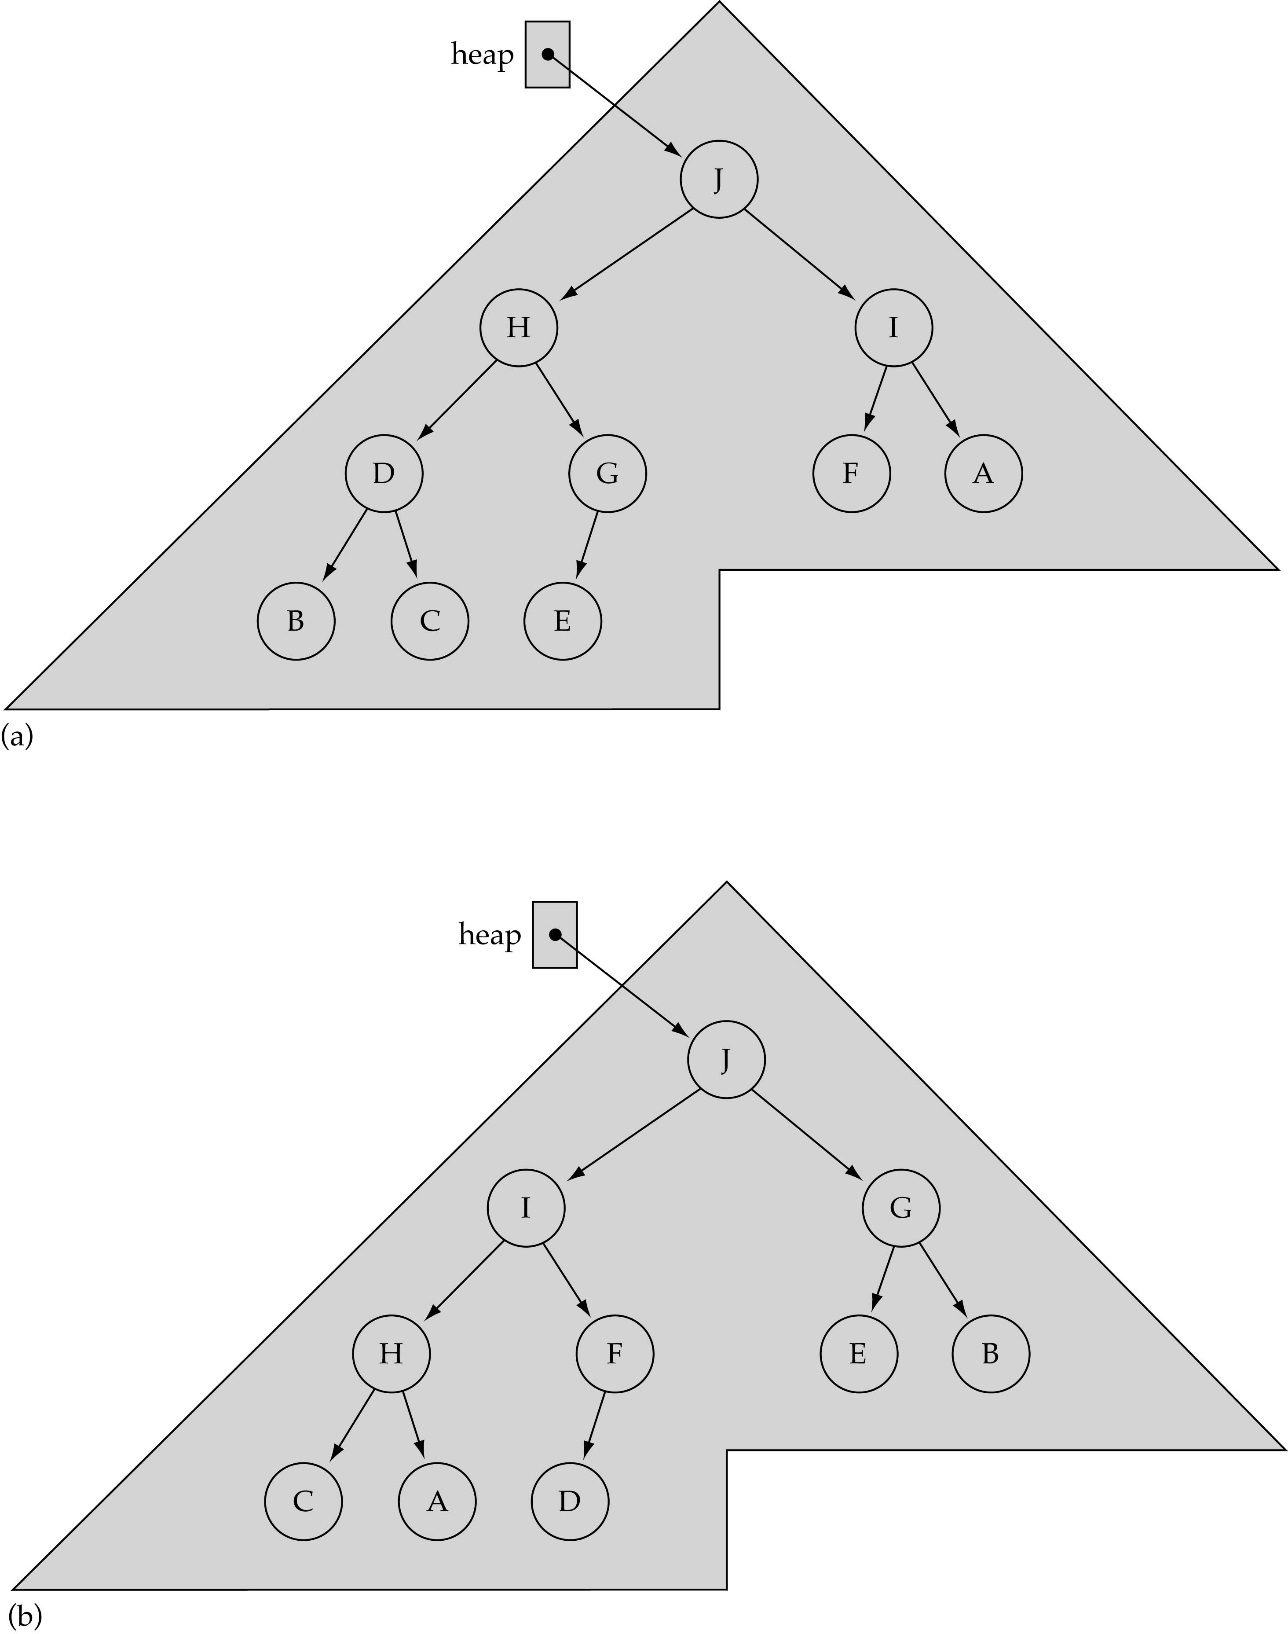 heap
J
H I
D G F A
B C E
(a)
heap
J
I G
H F E B
C A D
(b)